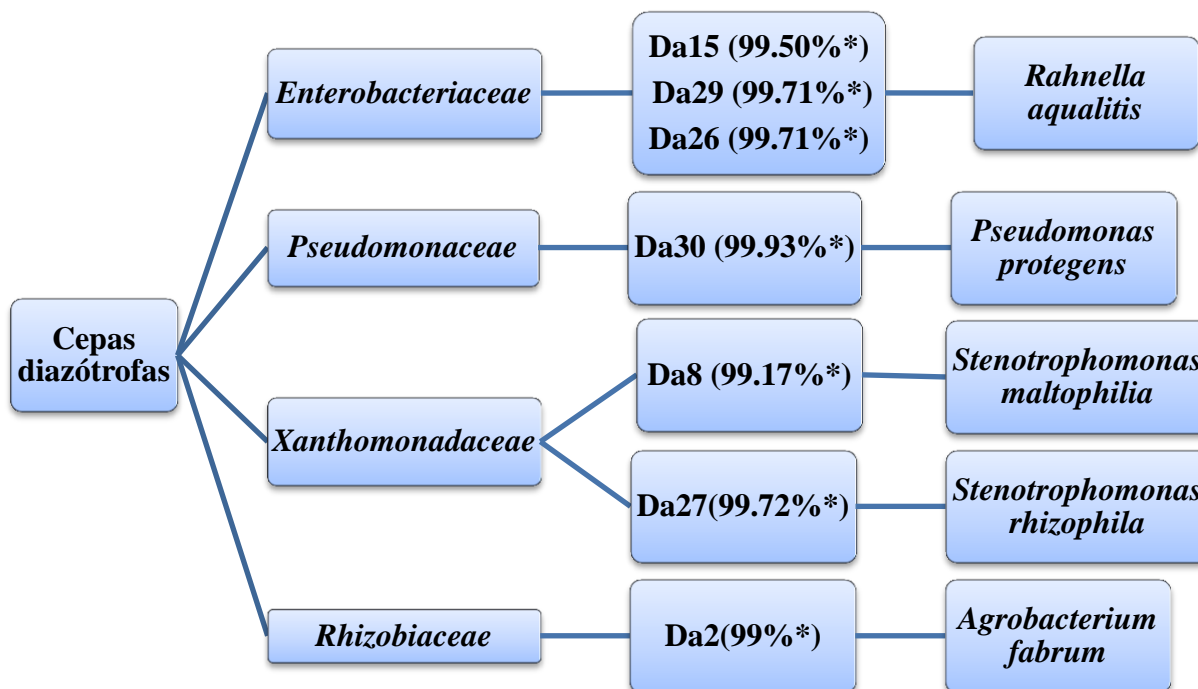 Cepas
diazótrofas
Enterobacteriaceae
Da15 (99.50%*)
Da29 (99.71%*)
Da26 (99.71%*)
Rahnella
aqualitis
Pseudomonaceae
Da30 (99.93%*)
Pseudomonas
protegens
Xanthomonadaceae
Da8 (99.17%*)
Stenotrophomonas
maltophilia
Da27(99.72%*)
Stenotrophomonas
rhizophila
Rhizobiaceae
Da2(99%*)
Agrobacterium
fabrum